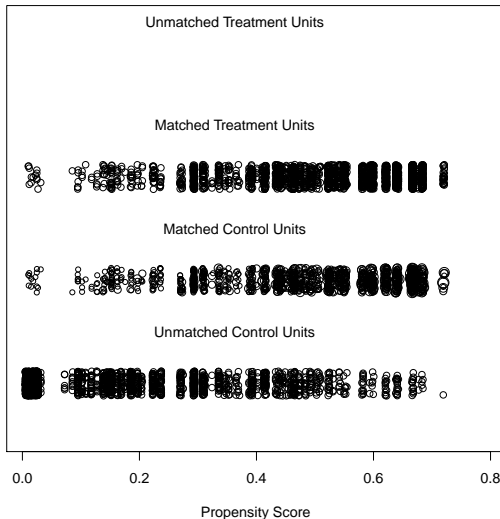 Unmatched Treatment Units
Matched Treatment Units
Matched Control Units
Unmatched Control Units
0.0 0.2 0.4 0.6 0.8
Propensity Score